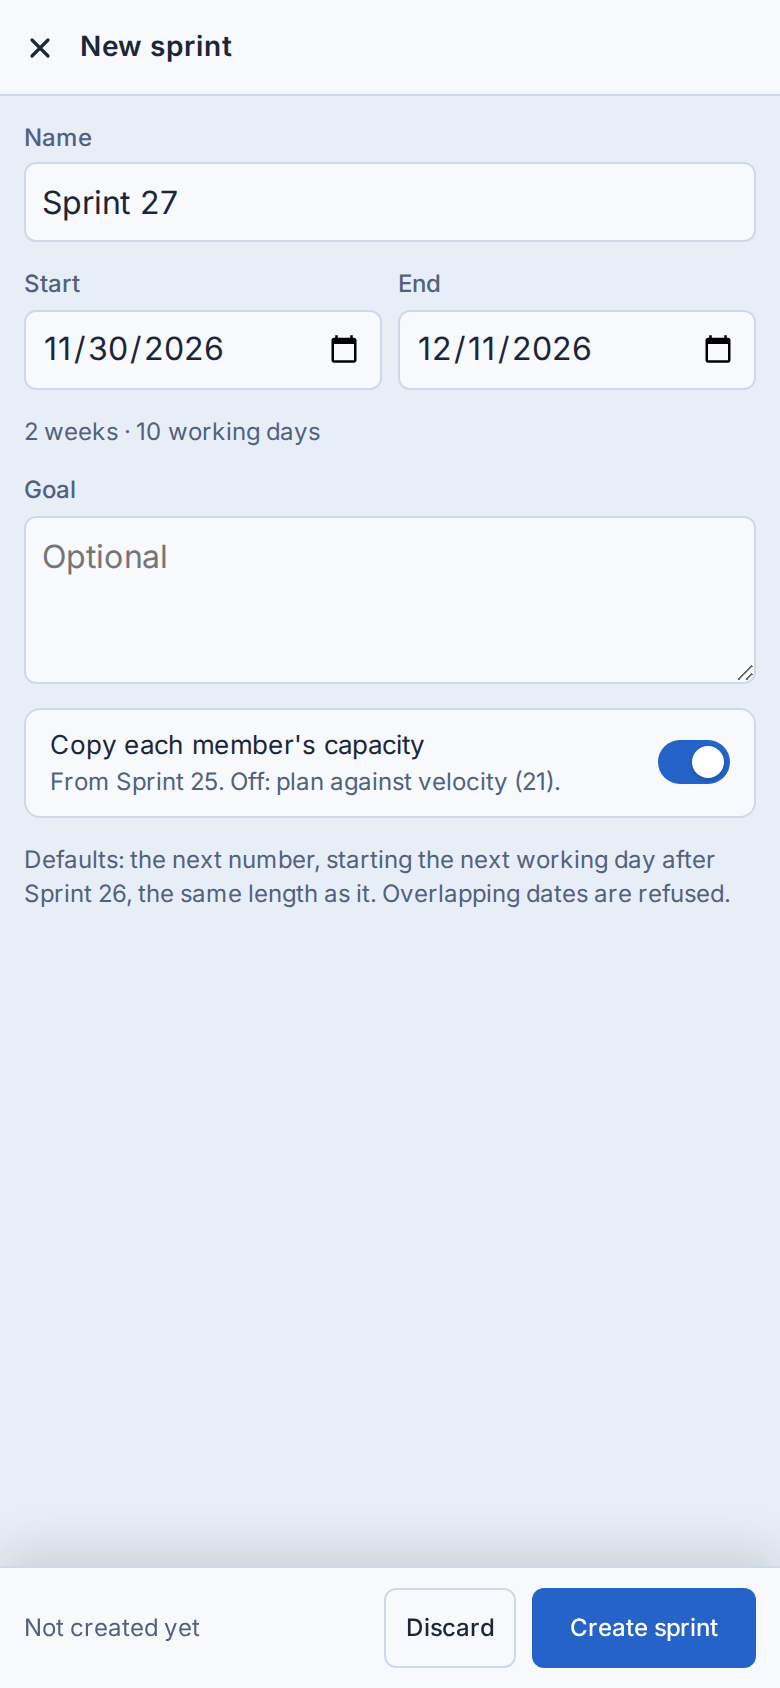 New sprint
Name
Sprint 27
Start
End
11/30/2026
12/11/2026
2 weeks · 10 working days
Goal
Optional
Copy each member's capacity
From Sprint 25. Off: plan against velocity (21).
Defaults: the next number, starting the next working day after
Sprint 26, the same length as it. Overlapping dates are refused.
Not created yet
Discard
Create sprint